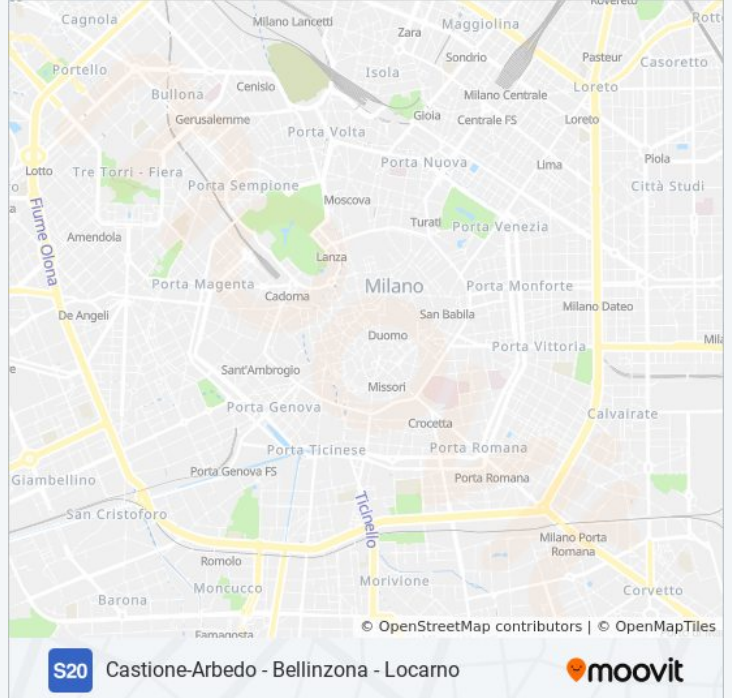 Cagnola
Milano Lancetti
Maggiolina
Rovereto
Rott
Zara
Portello
Sondrio
Pasteur
Casoretto
Isola
Bullona
Cenisio
Milano Centrale
Loreto
Gerusalemme
Gioia
Centrale FS
Loreto
Porta Volta
Porta Nuova
Lima
Piola
Lotto
Tre Torri - Fiera
Porta Sempione
Città Studi
o
Moscova
a
Fiume Olona
Turati
Porta Venezia
Amendola
Lanza
Porta Magenta
Milano
Porta Monforte
Cadorna
Milano Dateo
De Angeli
San Babila
Duomo
Mila
Porta Vittoria
e
Sant'Ambrogio
Missori
Porta Genova
Calvairate
Crocetta
Porta Ticinese
Porta Romana
Giambellino
Porta Genova FS
Porta Romana
San Cristoforo
Ticinello
Milano Porta
Romana
Romolo
Moncucco
Morivione
Corvetto
Barona
Famagosta
© OpenStreetMap contributors | © OpenMapTiles
S20 Castione-Arbedo - Bellinzona - Locarno
moovit